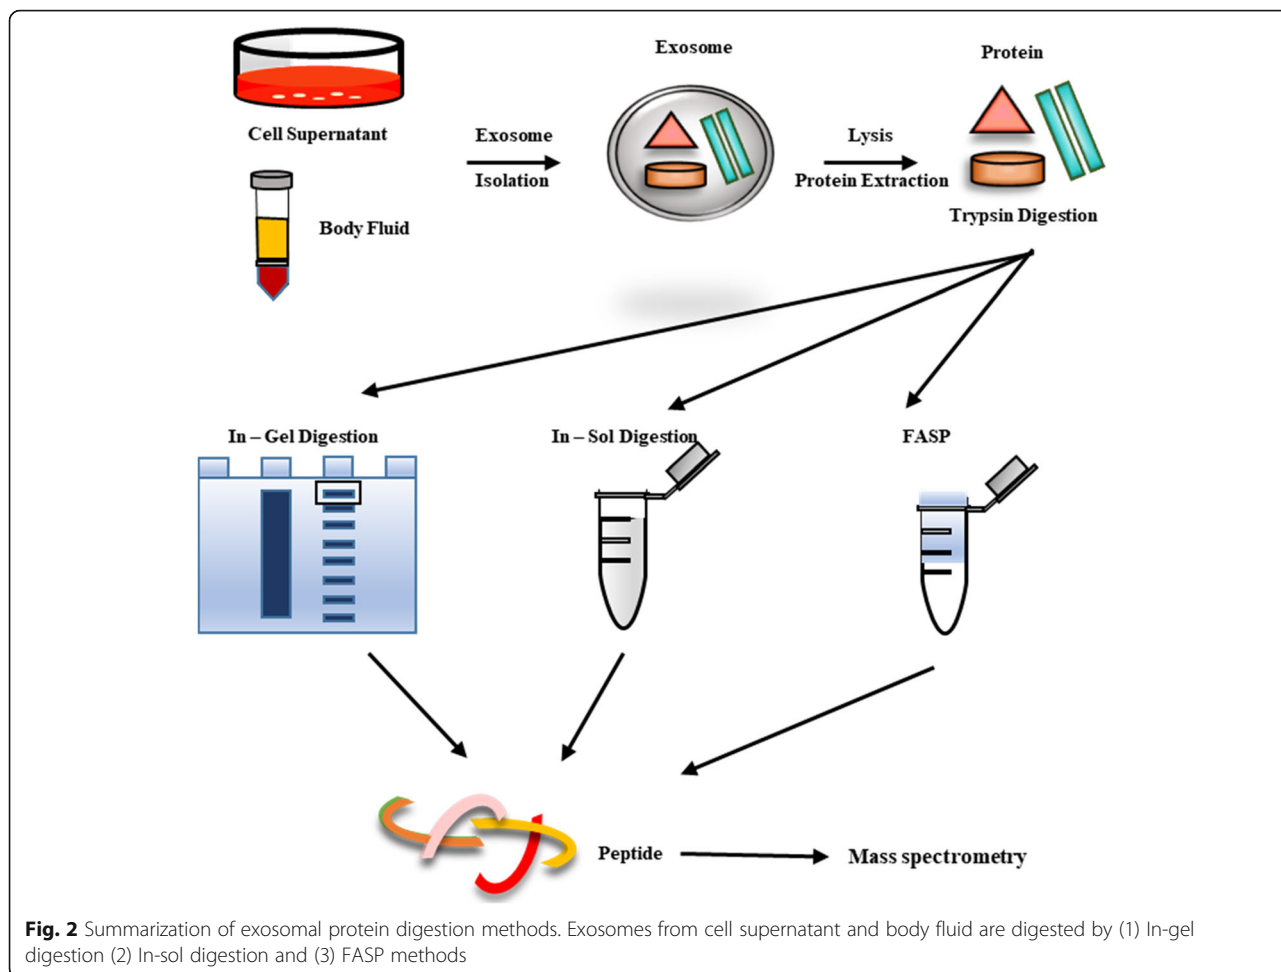 Exosome
Protein
Cell Supernatant
Exosome
Isolation
Lysis
Protein Extraction
Trypsin Digestion
Body Fluid
In – Gel Digestion
In – Sol Digestion
FASP
Peptide
Mass spectrometry
Fig. 2 Summarization of exosomal protein digestion methods. Exosomes from cell supernatant and body fluid are digested by (1) In-gel
digestion (2) In-sol digestion and (3) FASP methods